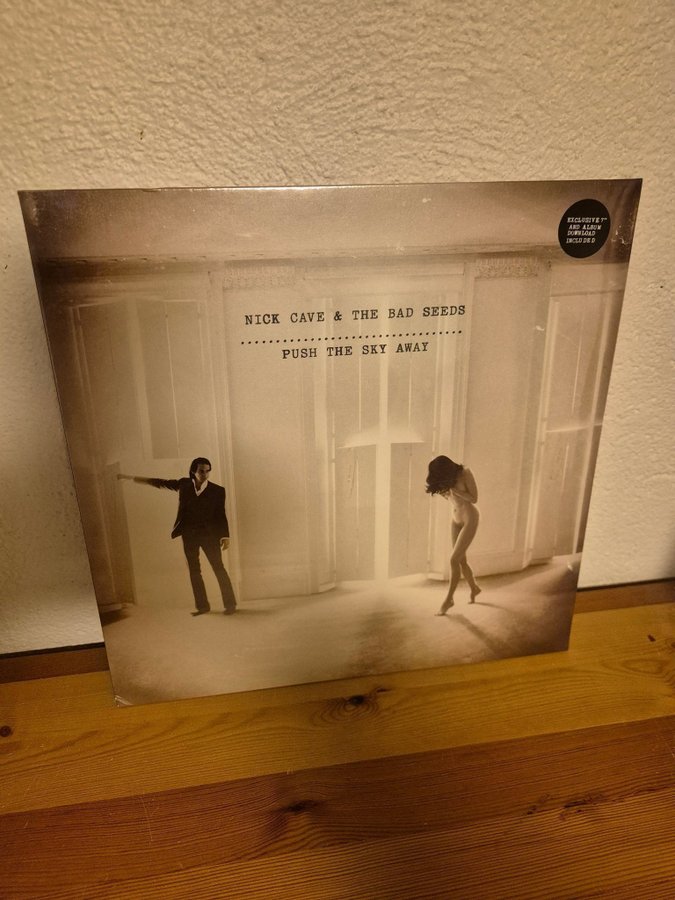 EXCLUSIVE 7"
AND ALBUM
DOWNLOAD
INCLUDED
NICK CAVE & THE BAD SEEDS
PUSH THE SKY AWAY